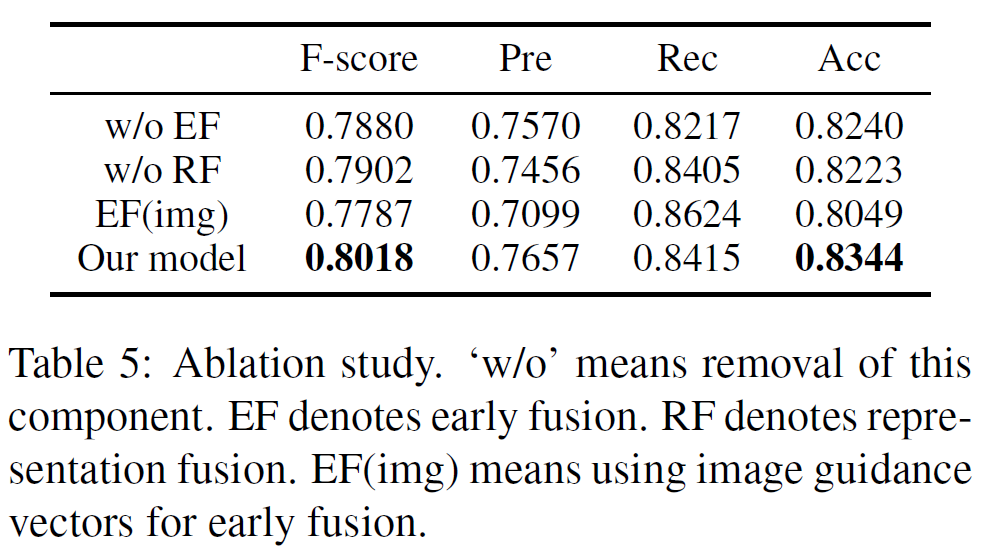 F-score Pre Rec Acc
w/o EF 0.7880 0.7570 0.8217 0.8240
w/o RF 0.7902 0.7456 0.8405 0.8223
EF(img) 0.7787 0.7099 0.8624 0.8049
Our model 0.8018 0.7657 0.8415 0.8344
Table 5: Ablation study. ‘w/o’ means removal of this
component. EF denotes early fusion. RF denotes repre-
sentation fusion. EF(img) means using image guidance
vectors for early fusion.